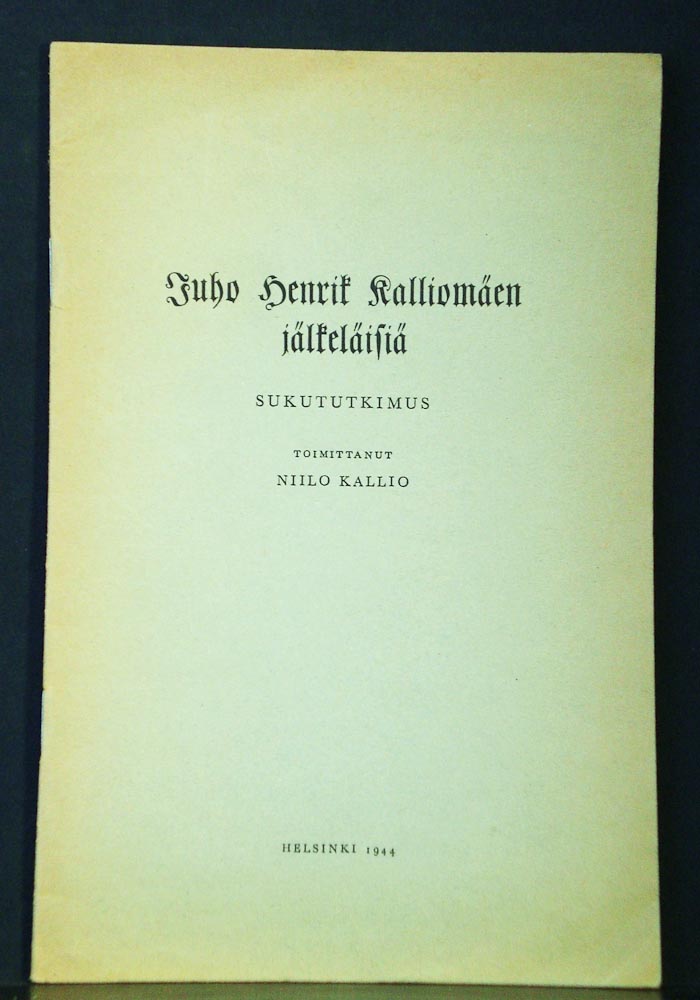 Juho Henrik Kalliomäen
jälkeläisiä
SUKUTUTKIMUS
TOIMITTANUT
NIILO KALLIO
HELSINKI 1944